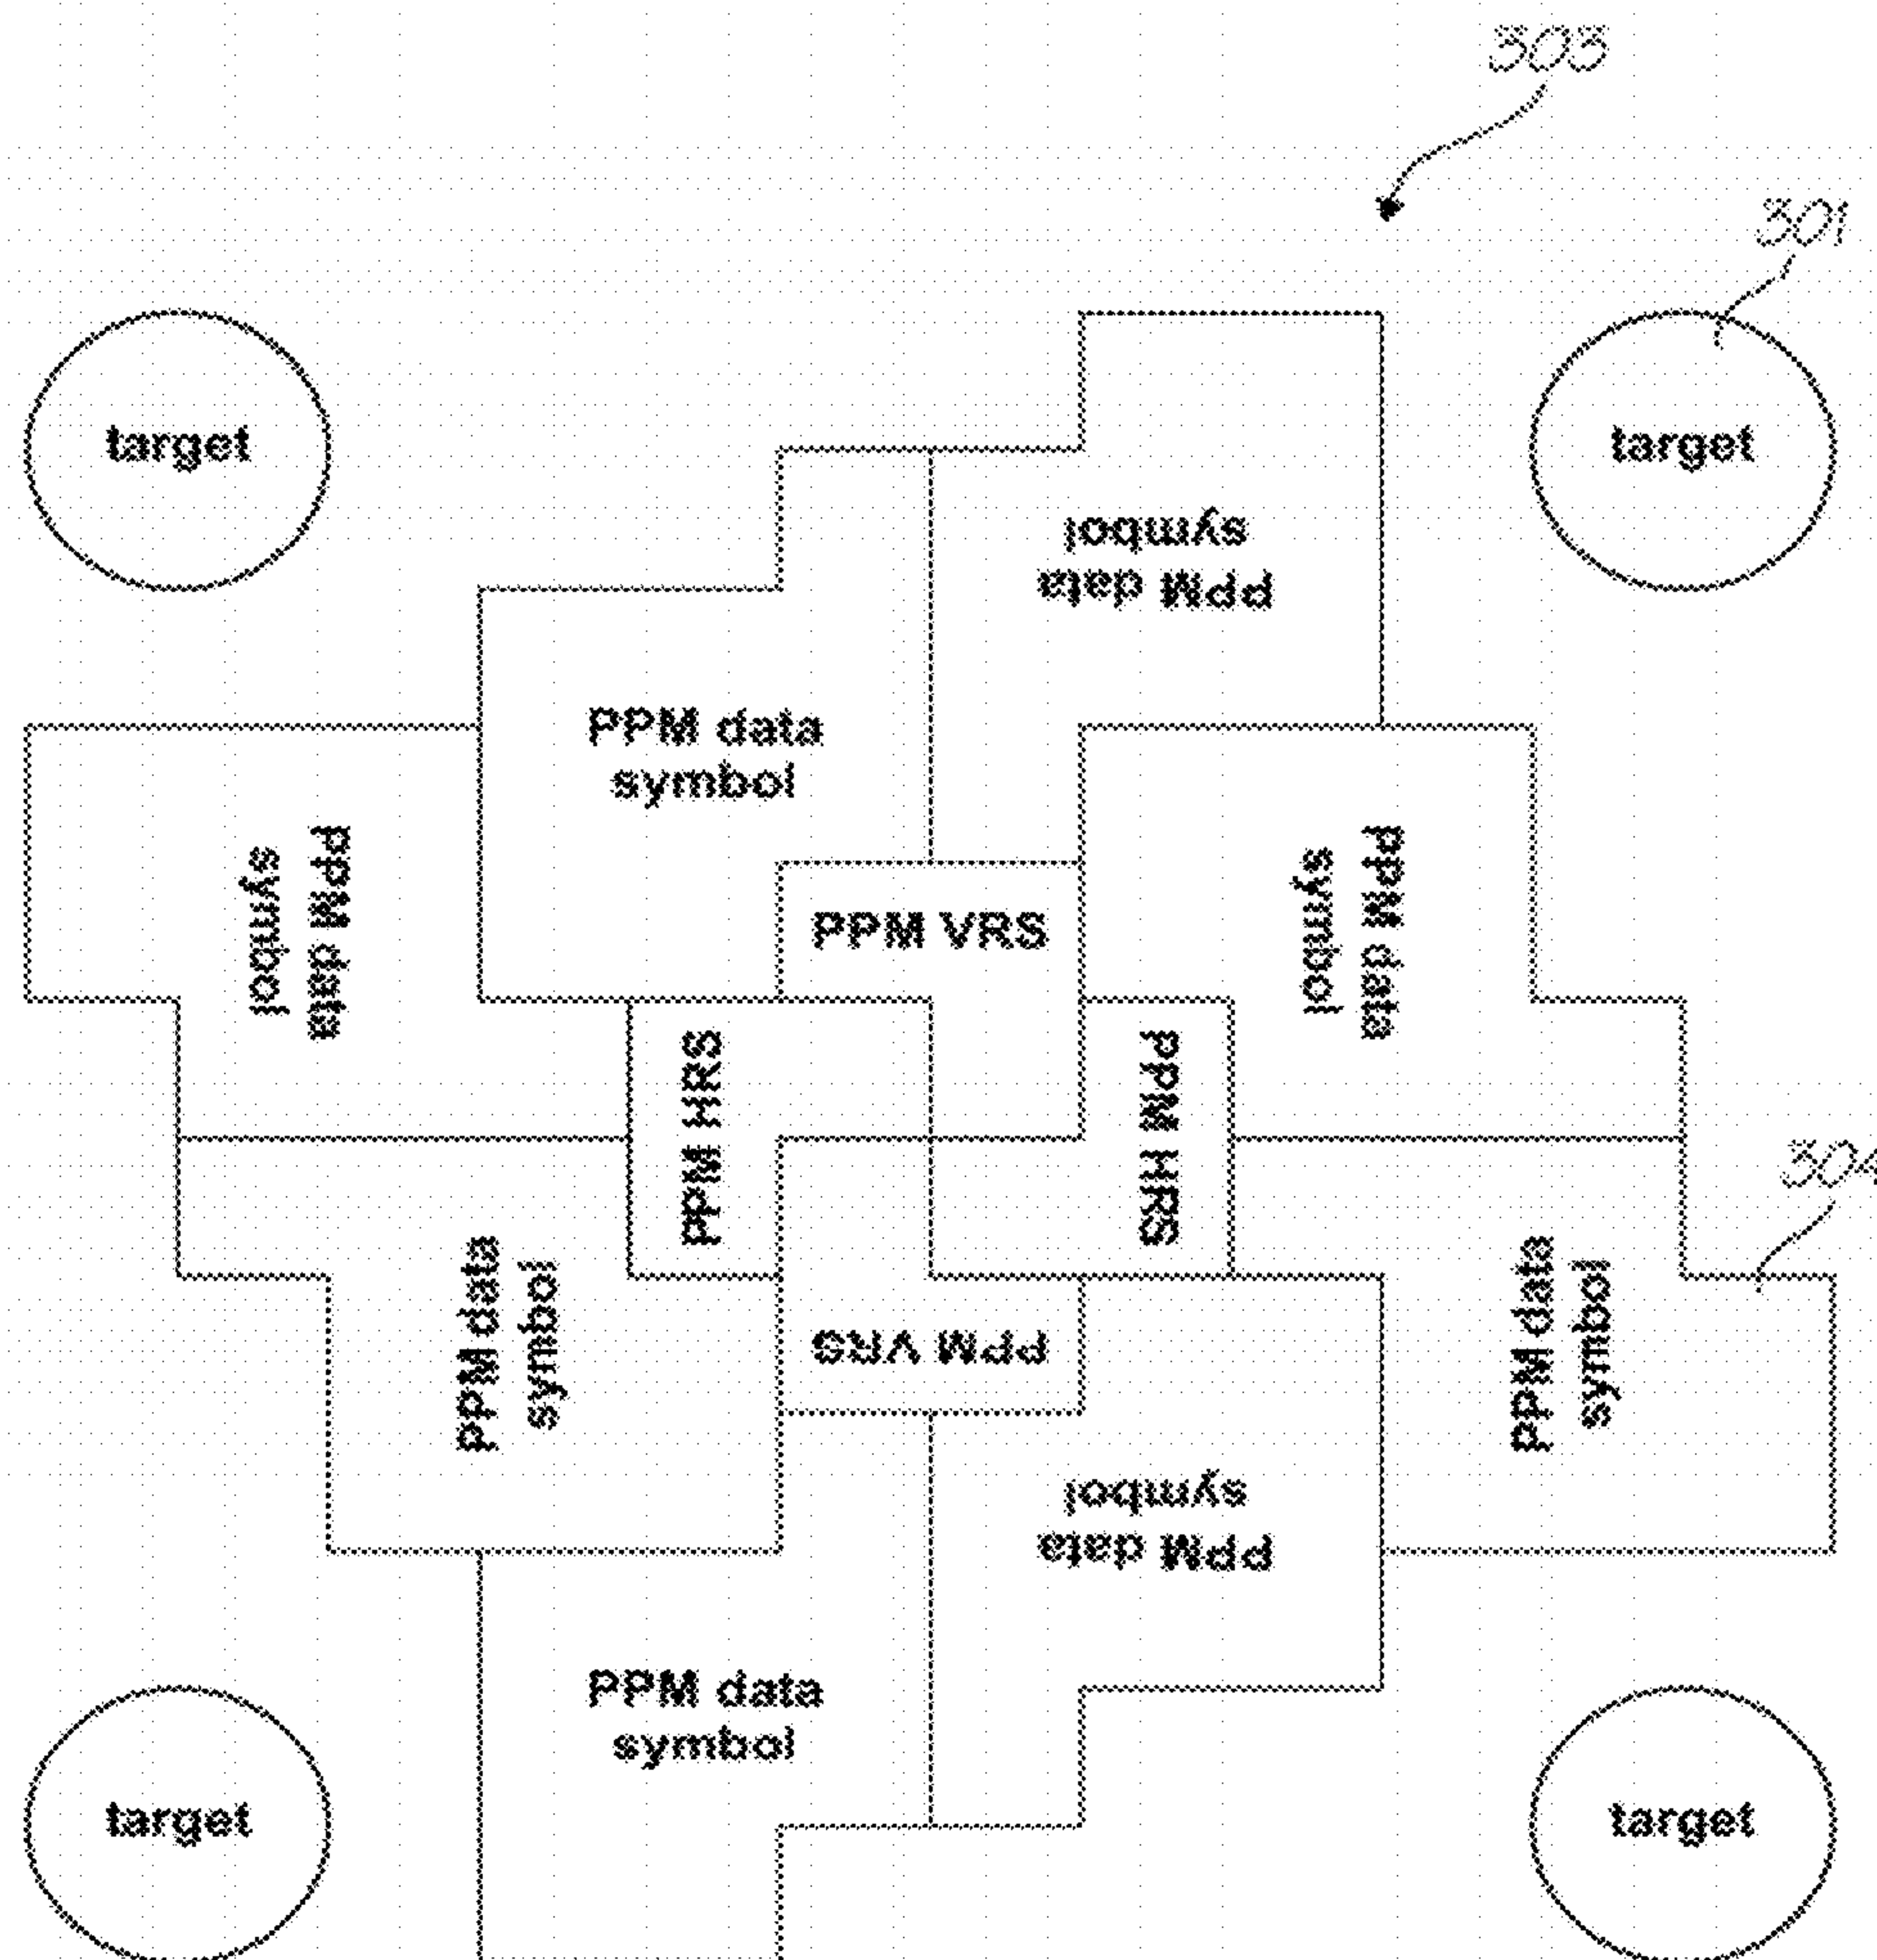 303
301
target
target
PPM data
symbol
PPM data
symbol
PPM data
symbol
PPM data
symbol
PPM VRS
PPM HRS
PPM HRS
304
PPM data
symbol
PPM data
symbol
PPM VRS
PPM data
symbol
PPM data
symbol
target
target